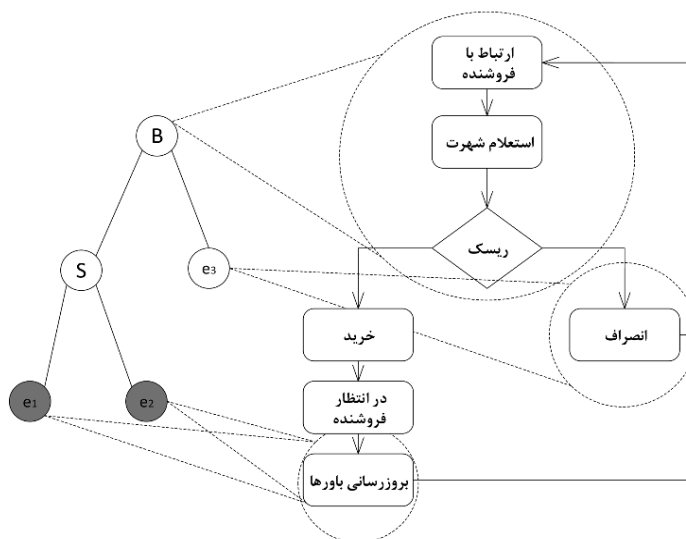 ارتباط با
فروشنده
استعلام شهرت
B
ریسک
S
e3
خرید
انصراف
e1
e2
در انتظار
فروشنده
بروزرسانی باورها